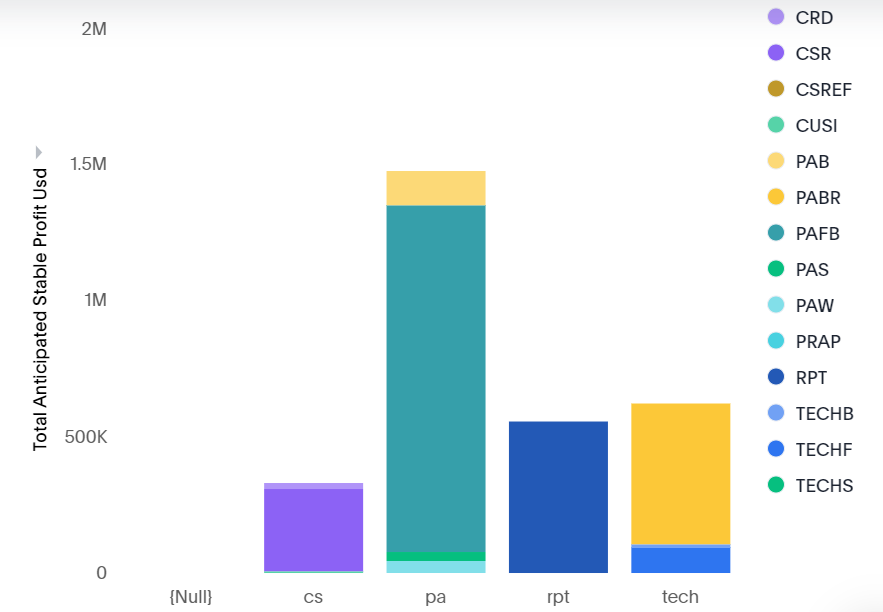 2M
1.5M
1M
500K
0
Total Anticipated Stable Profit Usd
{Null}
cs
pa
rpt
tech
CRD
CSR
CSREF
CUSI
PAB
PABR
PAFB
PAS
PAW
PRAP
RPT
TECHB
TECHF
TECHS